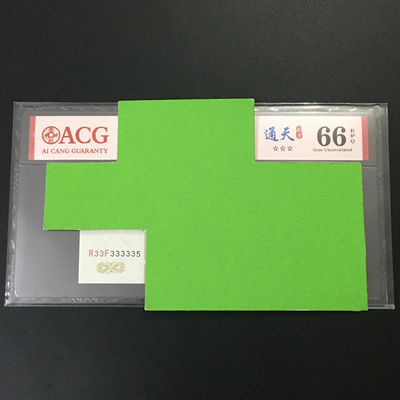 ACG
AI CANG GUARANTY
通天
☆☆☆
66 EPQ
Gem Uncirculated
R33F333335